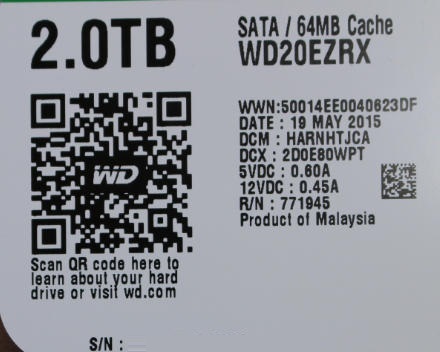 2.0TB
SATA / 64MB Cache
WD20EZRX
WD
WWN:50014EE0040623DF
DATE : 19 MAY 2015
DCM : HARNHTJCA
DCX : 2D0E80WPT
5VDC : 0.60A
12VDC : 0.45A
R/N : 771945
Product of Malaysia
Scan QR code here to
learn about your hard
drive or visit wd.com
S/N :